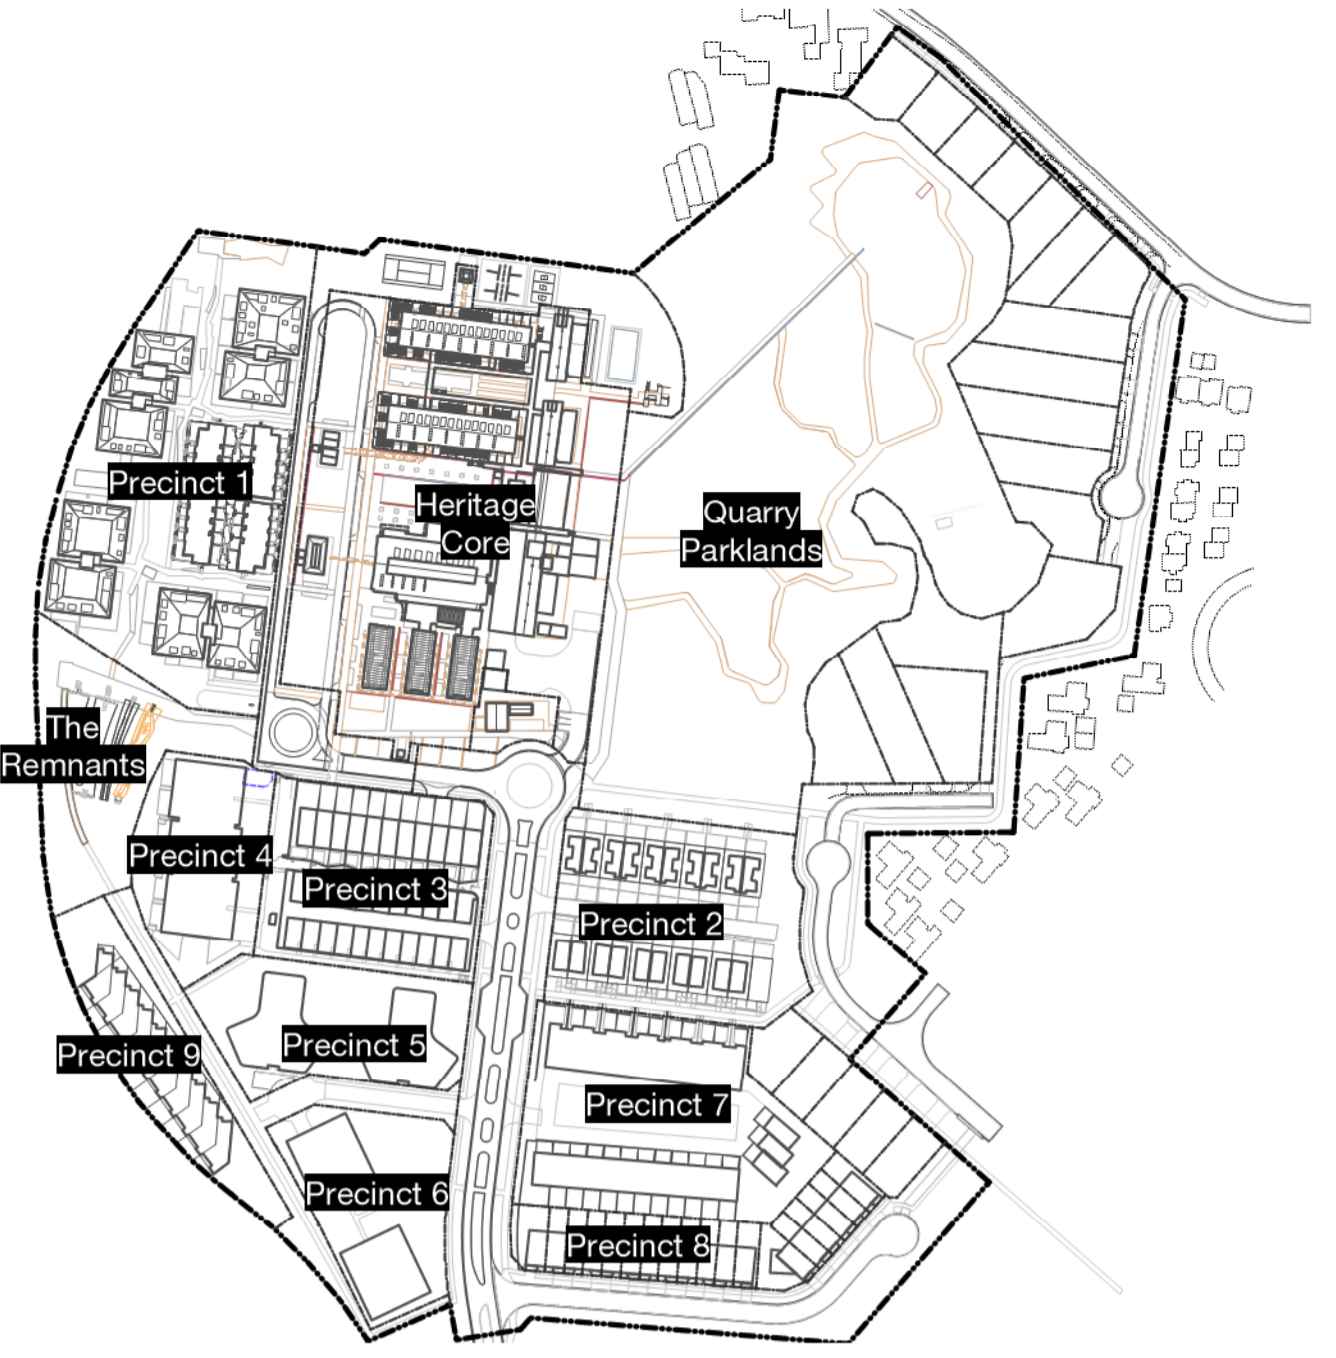 Precinct 1
Heritage
Core
Quarry
Parklands
The
Remnants
Precinct 4
Precinct 3
Precinct 2
Precinct 9
Precinct 5
Precinct 7
Precinct 6
Precinct 8